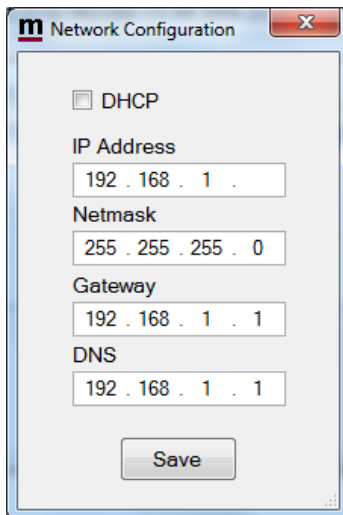 m Network Configuration
DHCP
IP Address
192 . 168 . 1 .
Netmask
255 . 255 . 255 . 0
Gateway
192 . 168 . 1 . 1
DNS
192 . 168 . 1 . 1
Save